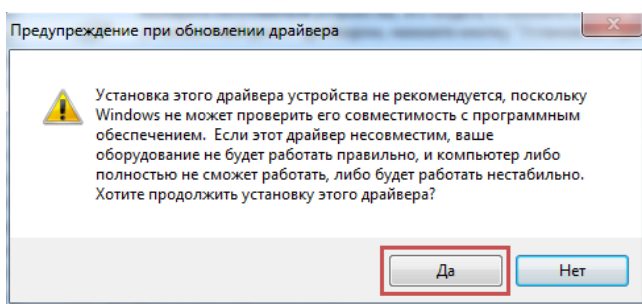 Предупреждение при обновлении драйвера
Установка этого драйвера устройства не рекомендуется, поскольку
Windows не может проверить его совместимость с программным
обеспечением. Если этот драйвер несовместим, ваше
оборудование не будет работать правильно, и компьютер либо
полностью не сможет работать, либо будет работать нестабильно.
Хотите продолжить установку этого драйвера?
Да
Нет